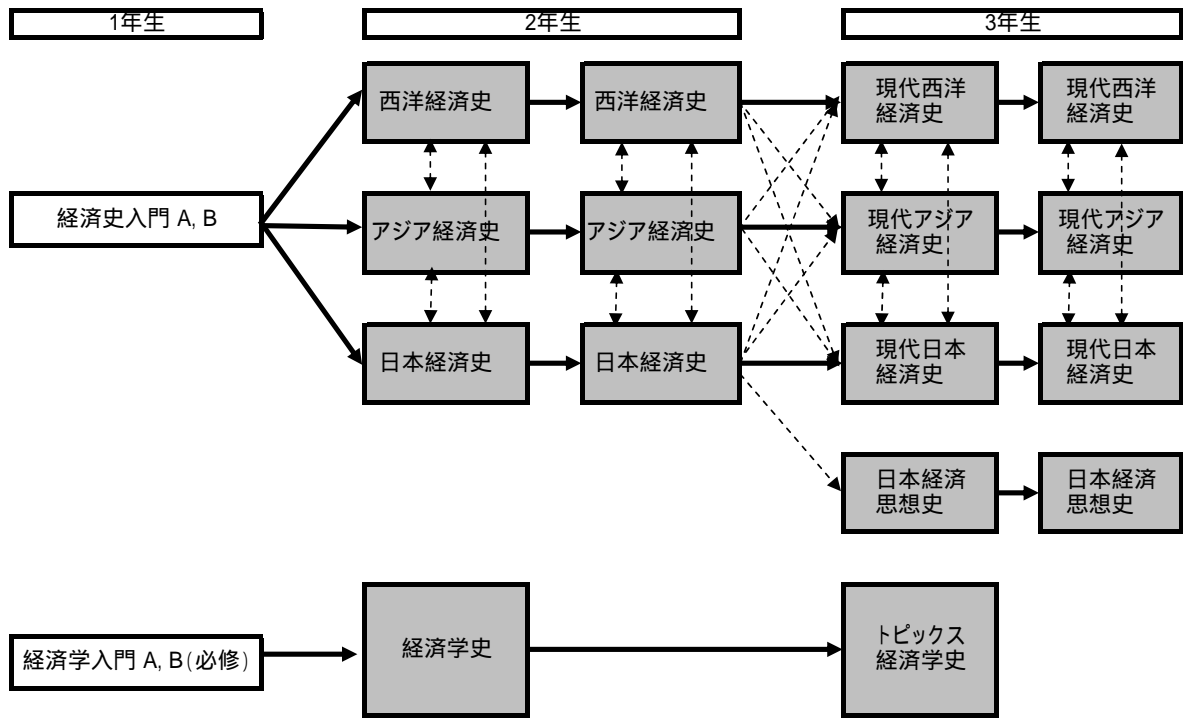 1年生
2年生
3年生
西洋経済史
西洋経済史
現代西洋
経済史
現代西洋
経済史
経済史入門 A, B
アジア経済史
アジア経済史
現代アジア
経済史
現代アジア
経済史
日本経済史
日本経済史
現代日本
経済史
現代日本
経済史
日本経済
思想史
日本経済
思想史
経済学入門 A, B(必修)
経済学史
トピックス
経済学史